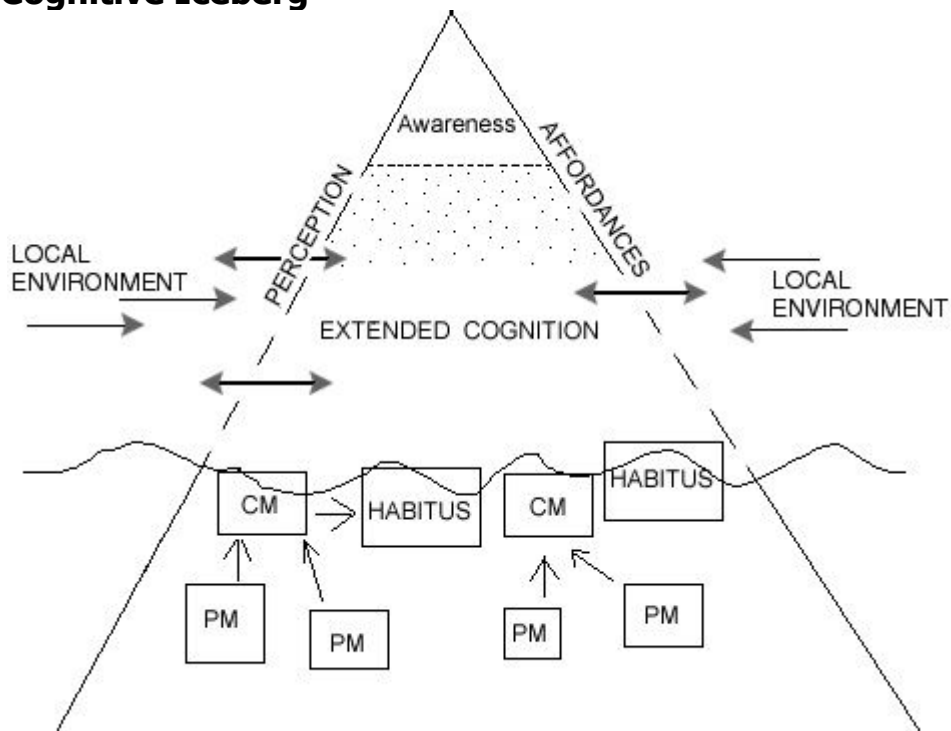 Cognitive Iceberg
Awareness
PERCEPTION
AFFORDANCES
LOCAL
ENVIRONMENT
LOCAL
ENVIRONMENT
EXTENDED COGNITION
CM
HABITUS
CM
HABITUS
PM
PM
PM
PM